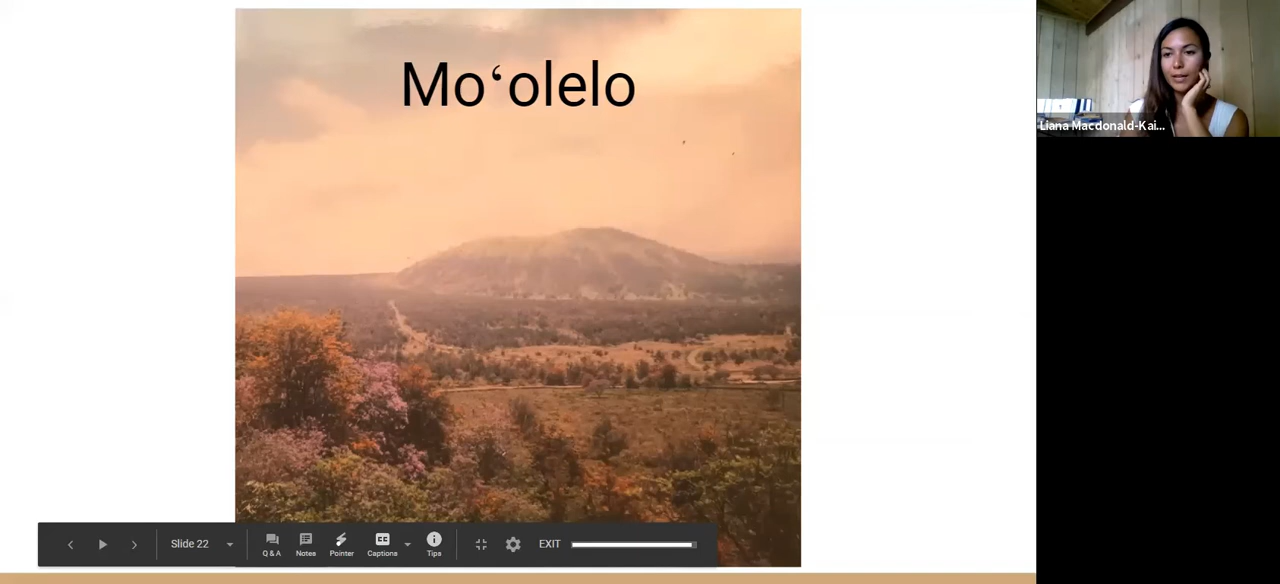 Moʻolelo
Liana Macdonald-Kai...
Slide 22
Q & A
Notes
Pointer
Captions
Tips
EXIT